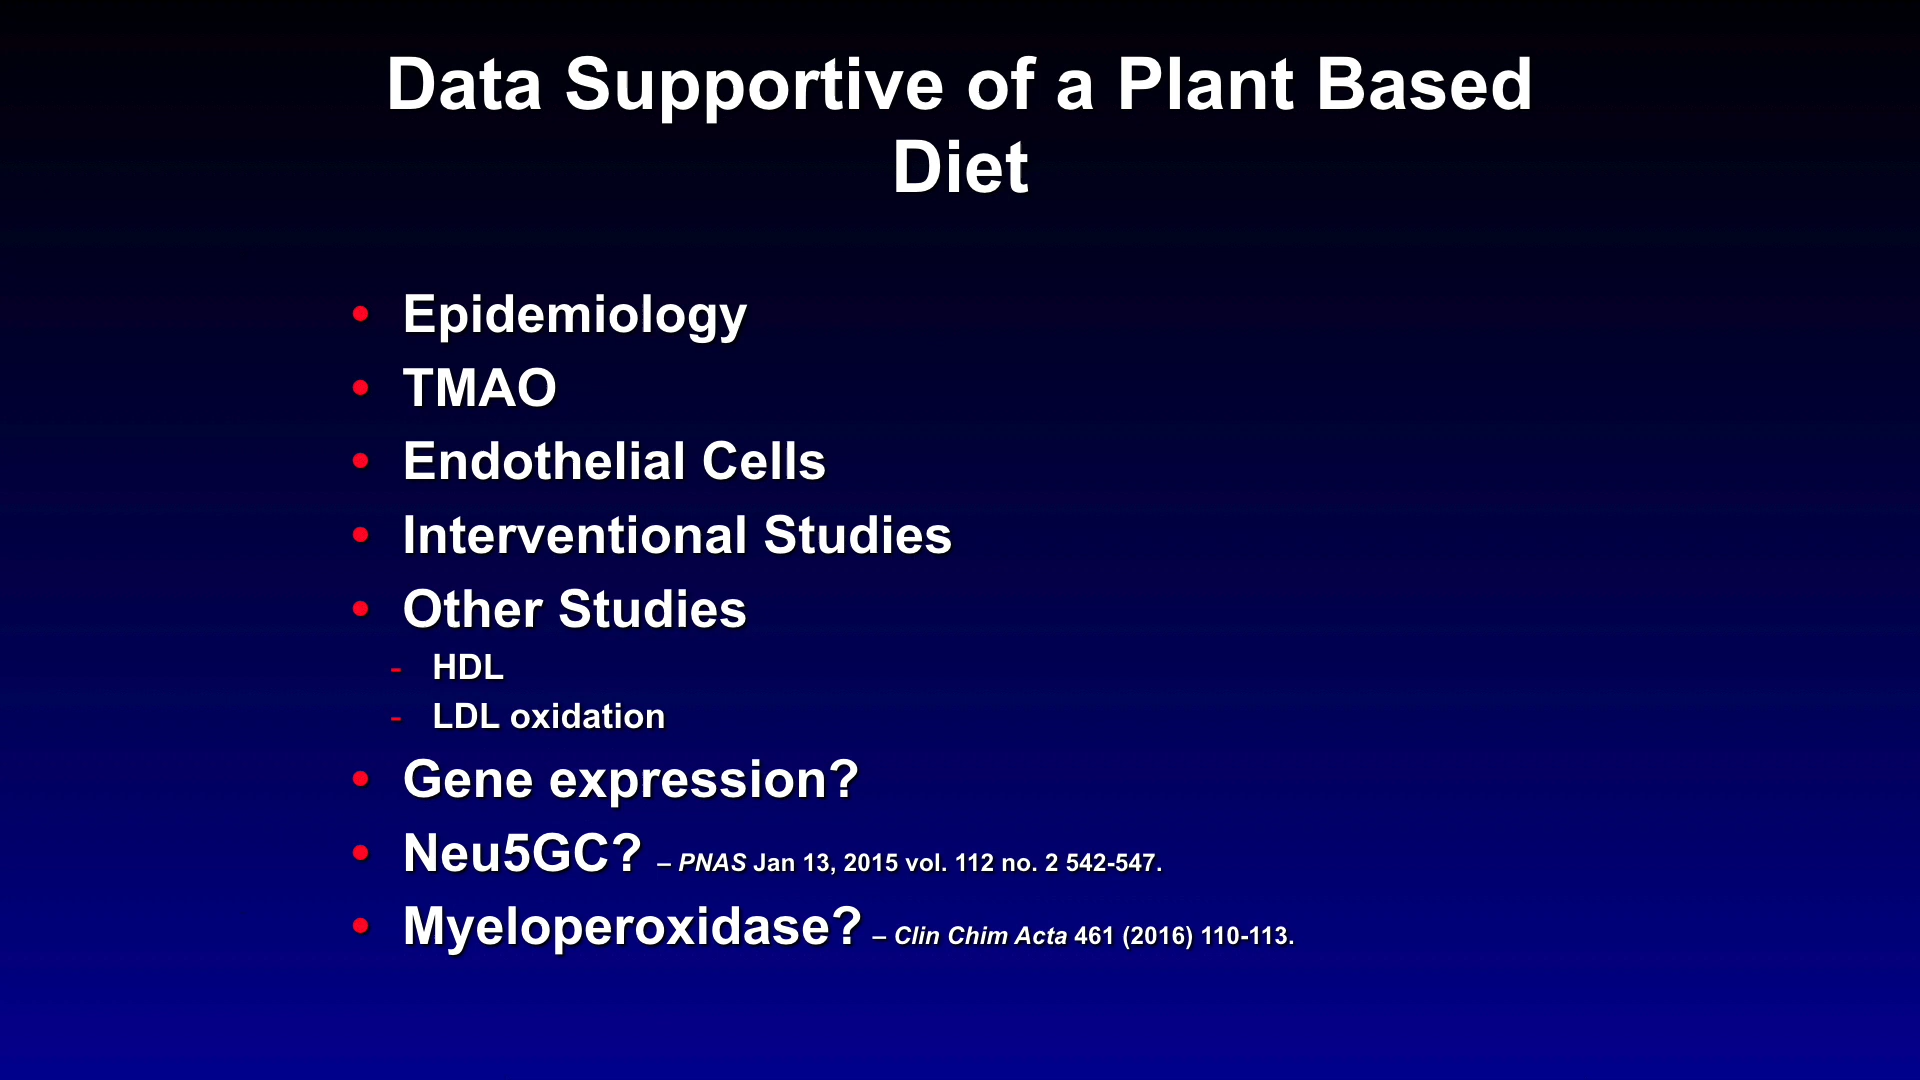 Data Supportive of a Plant Based
Diet
• Epidemiology
• TMAO
• Endothelial Cells
• Interventional Studies
• Other Studies
- HDL
- LDL oxidation
• Gene expression?
• Neu5GC? – PNAS Jan 13, 2015 vol. 112 no. 2 542-547.
• Myeloperoxidase? – Clin Chim Acta 461 (2016) 110-113.